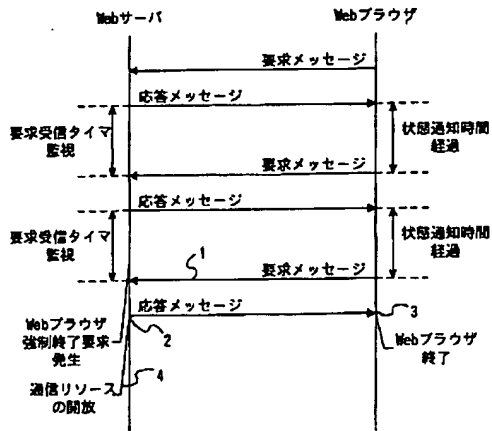 Webサーバ
Webブラウザ
要求メッセージ
応答メッセージ
要求受信タイマ
監視
状態通知時間
経過
要求メッセージ
応答メッセージ
要求受信タイマ
監視
状態通知時間
経過
1
要求メッセージ
応答メッセージ
3
Webブラウザ
強制終了要求
発生
2
Webブラウザ
終了
4
通信リソース
の開放